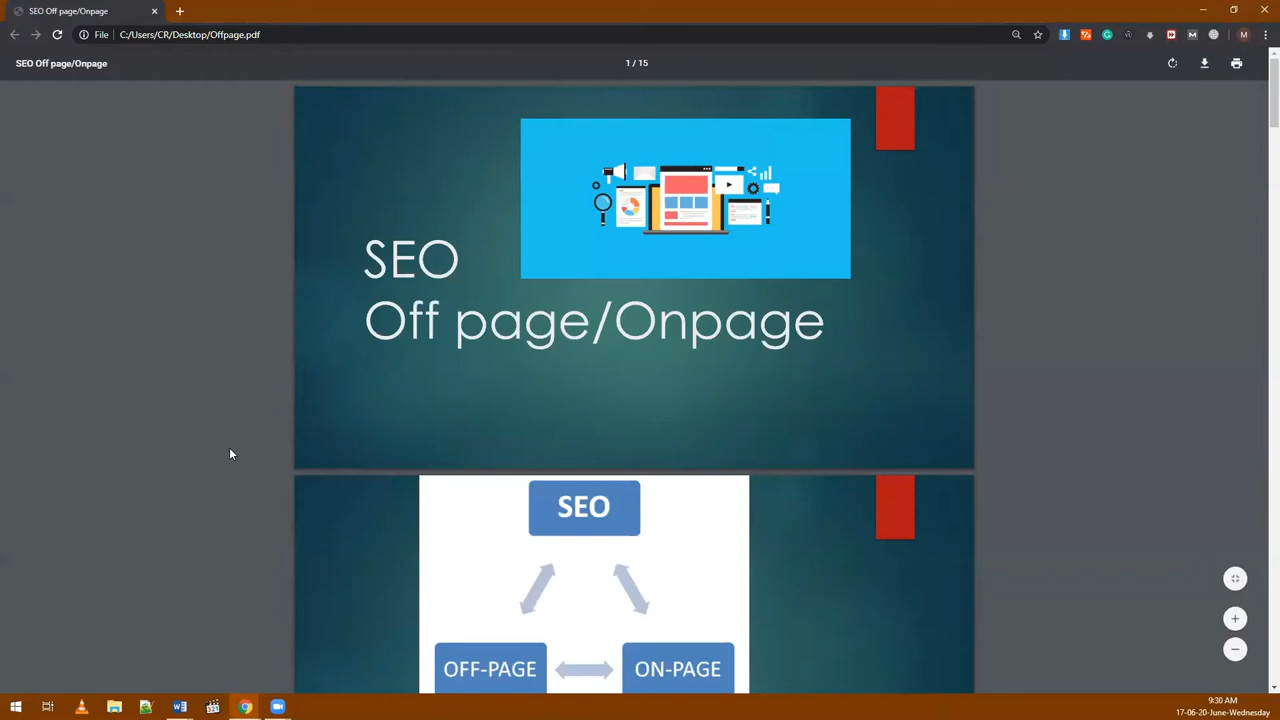 SEO Off page/Onpage
File
C:/Users/CR/Desktop/Offpage.pdf
M
SEO Off page/Onpage
1 / 15
SEO
Off page/Onpage
SEO
OFF-PAGE
ON-PAGE
9:30 AM
17-06-20-June-Wednesday